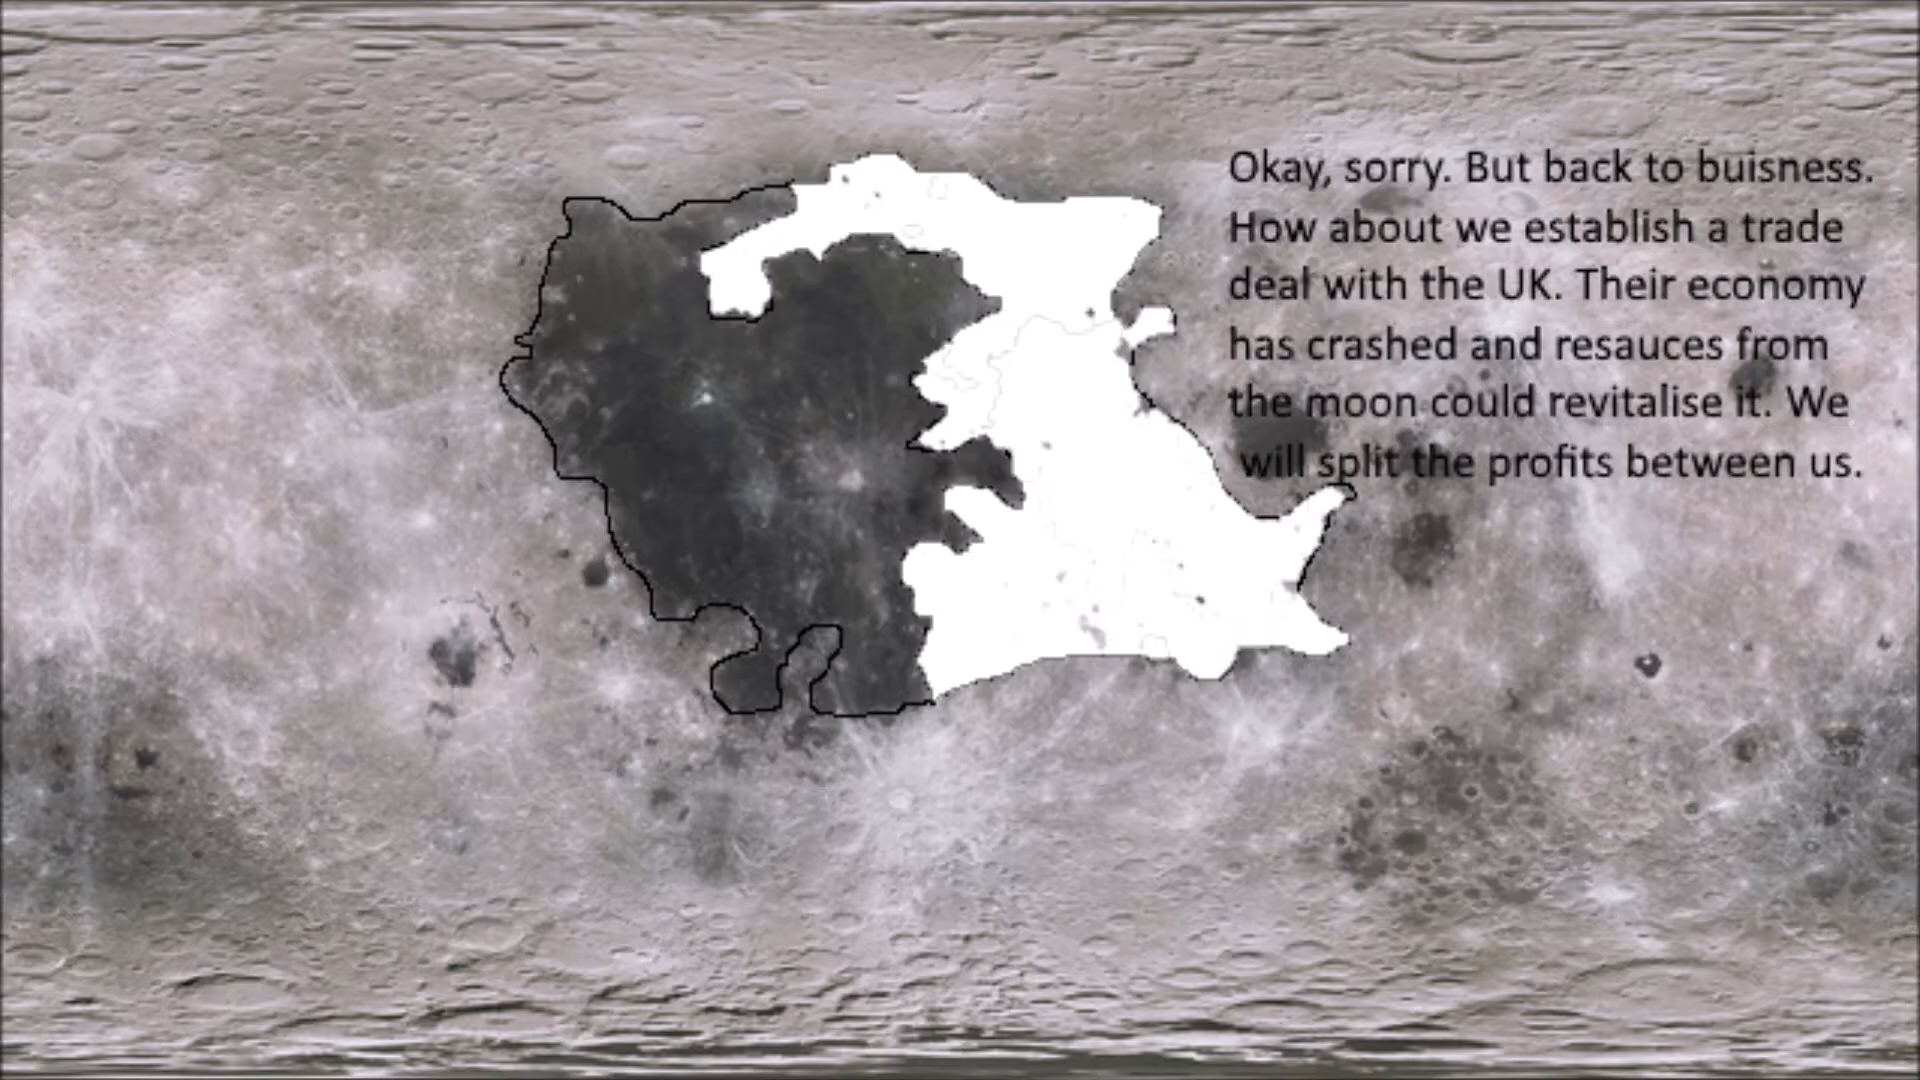 Okay, sorry. But back to buisness.
How about we establish a trade
deal with the UK. Their economy
has crashed and resauces from
the moon could revitalise it. We
will split the profits between us.